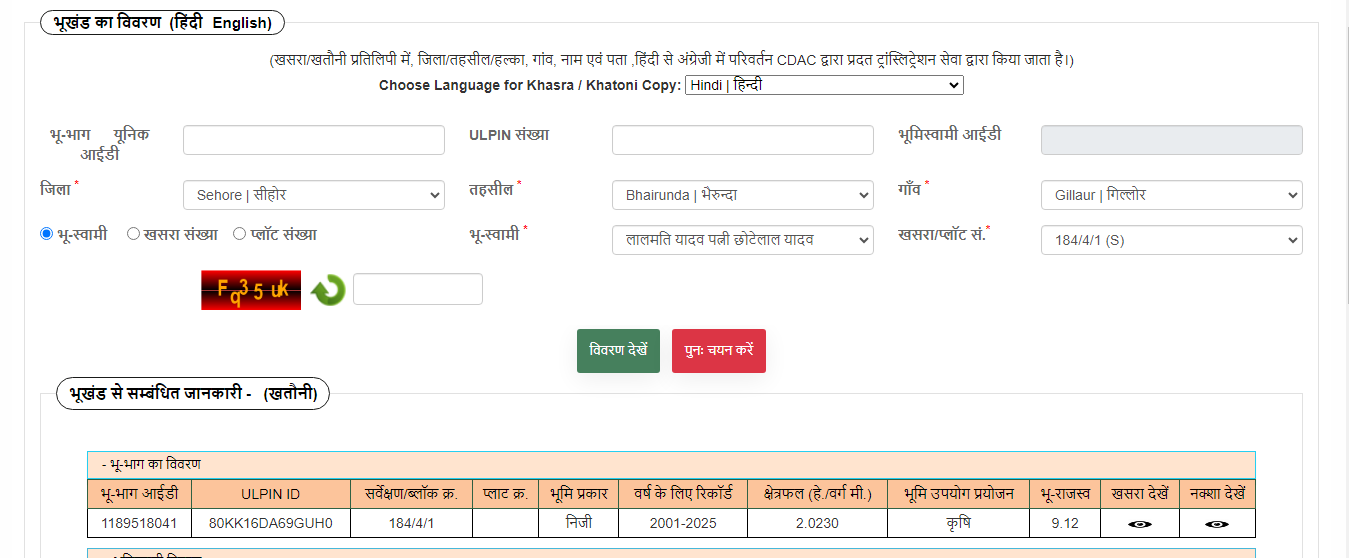 भूखंड का विवरण (हिंदी English)
(खसरा/खतौनी प्रतिलिपी में, जिला/तहसील/हल्का, गांव, नाम एवं पता ,हिंदी से अंग्रेजी में परिवर्तन CDAC द्वारा प्रदत ट्रांस्लिट्रेशन सेवा द्वारा किया जाता है।)
Choose Language for Khasra / Khatoni Copy: Hindi | हिन्दी
भू-भाग यूनिक आईडी
ULPIN संख्या
भूमिस्वामी आईडी
जिला * Sehore | सीहोर तहसील * Bhairunda | भैरुन्दा गाँव * Gillaur | गिल्लोर
भू-स्वामी खसरा संख्या प्लॉट संख्या भू-स्वामी * लालमति यादव पत्नी छोटेलाल यादव खसरा/प्लॉट सं.* 184/4/1 (S)
Fq35uk
विवरण देखें पुनः चयन करें
भूखंड से सम्बंधित जानकारी - (खतौनी)
- भू-भाग का विवरण
भू-भाग आईडी ULPIN ID सर्वेक्षण/ब्लॉक क्र. प्लाट क्र. भूमि प्रकार वर्ष के लिए रिकॉर्ड क्षेत्रफल (हे./वर्ग मी.) भूमि उपयोग प्रयोजन भू-राजस्व खसरा देखें नक्शा देखें
1189518041 80KK16DA69GUH0 184/4/1 निजी 2001-2025 2.0230 कृषि 9.12